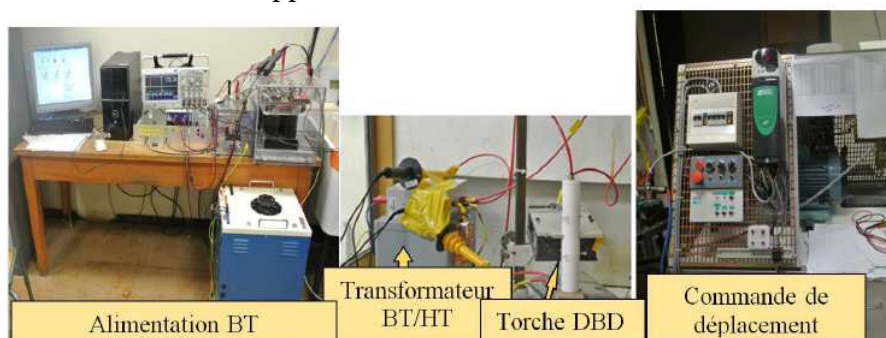 Alimentation BT
Transformateur
BT/HT
Torche DBD
Commande de
déplacement